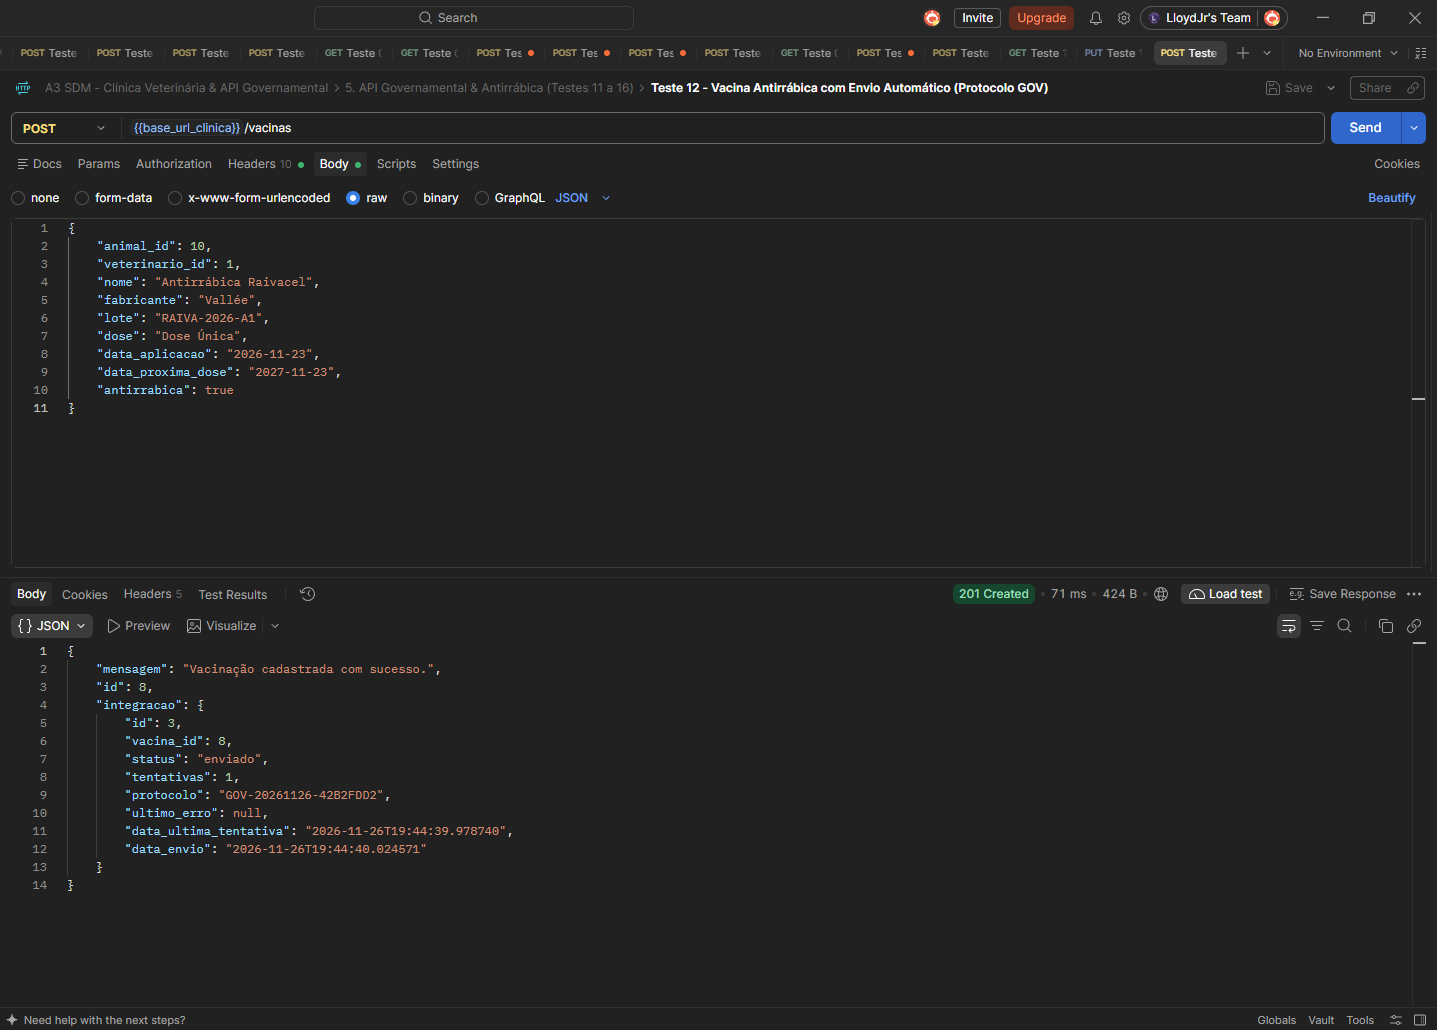 Search
Invite
Upgrade
LloydJr's Team
POST Teste
POST Teste
POST Teste
POST Teste
GET Teste
GET Teste
POST Tes
POST Tes
POST Tes
POST Teste
GET Teste
POST Tes
POST Teste
GET Teste
PUT Teste
POST Teste
No Environment
HTTP
A3 SDM - Clínica Veterinária & API Governamental > 5. API Governamental & Antirrábica (Testes 11 a 16) > Teste 12 - Vacina Antirrábica com Envio Automático (Protocolo GOV)
Save
Share
POST
{{base_url_clinica}} /vacinas
Send
Docs
Params
Authorization
Headers 10
Body
Scripts
Settings
Cookies
none
form-data
x-www-form-urlencoded
raw
binary
GraphQL
JSON
Beautify
1 {
2 "animal_id": 10,
3 "veterinario_id": 1,
4 "nome": "Antirrábica Raivacel",
5 "fabricante": "Vallée",
6 "lote": "RAIVA-2026-A1",
7 "dose": "Dose Única",
8 "data_aplicacao": "2026-11-23",
9 "data_proxima_dose": "2027-11-23",
10 "antirrabica": true
11 }
Body
Cookies
Headers 5
Test Results
201 Created
71 ms
424 B
Load test
e.g. Save Response
{} JSON
Preview
Visualize
1 {
2 "mensagem": "Vacinação cadastrada com sucesso.",
3 "id": 8,
4 "integracao": {
5 "id": 3,
6 "vacina_id": 8,
7 "status": "enviado",
8 "tentativas": 1,
9 "protocolo": "GOV-20261126-42B2FDD2",
10 "ultimo_erro": null,
11 "data_ultima_tentativa": "2026-11-26T19:44:39.978740",
12 "data_envio": "2026-11-26T19:44:40.024571"
13 }
14 }
Need help with the next steps?
Globals
Vault
Tools